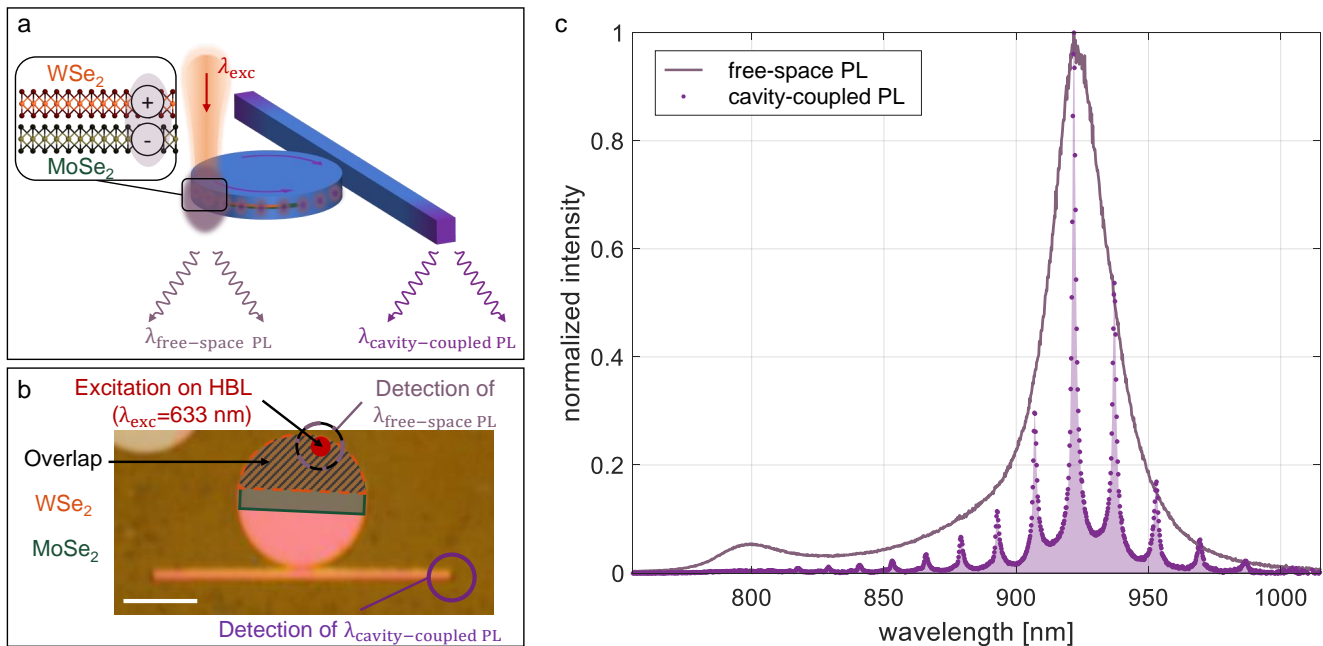 a
WSe₂
+
-
MoSe₂
λexc
λfree−space PL
λcavity−coupled PL
b
Excitation on HBL
(λexc=633 nm)
Detection of
λfree−space PL
Overlap
WSe₂
MoSe₂
Detection of λcavity−coupled PL
c
free-space PL
cavity-coupled PL
normalized intensity
1
0.8
0.6
0.4
0.2
0
800
850
900
950
1000
wavelength [nm]